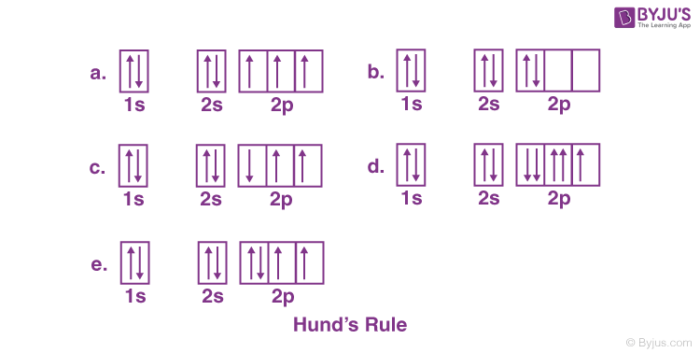 BYJU'S
The Learning App
a.
1s 2s 2p
b.
1s 2s 2p
c.
1s 2s 2p
d.
1s 2s 2p
e.
1s 2s 2p
Hund's Rule
© Byjus.com